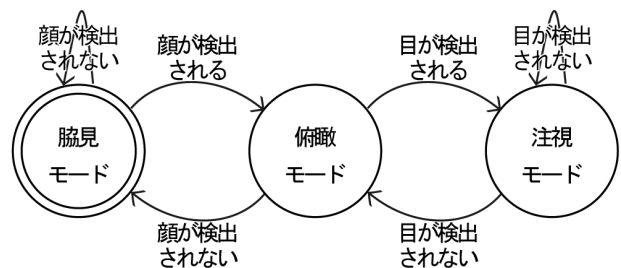 顔が検出
されない
顔が検出
される
目が検出
される
目が検出
されない
脇見
モード
俯瞰
モード
注視
モード
顔が検出
されない
目が検出
されない